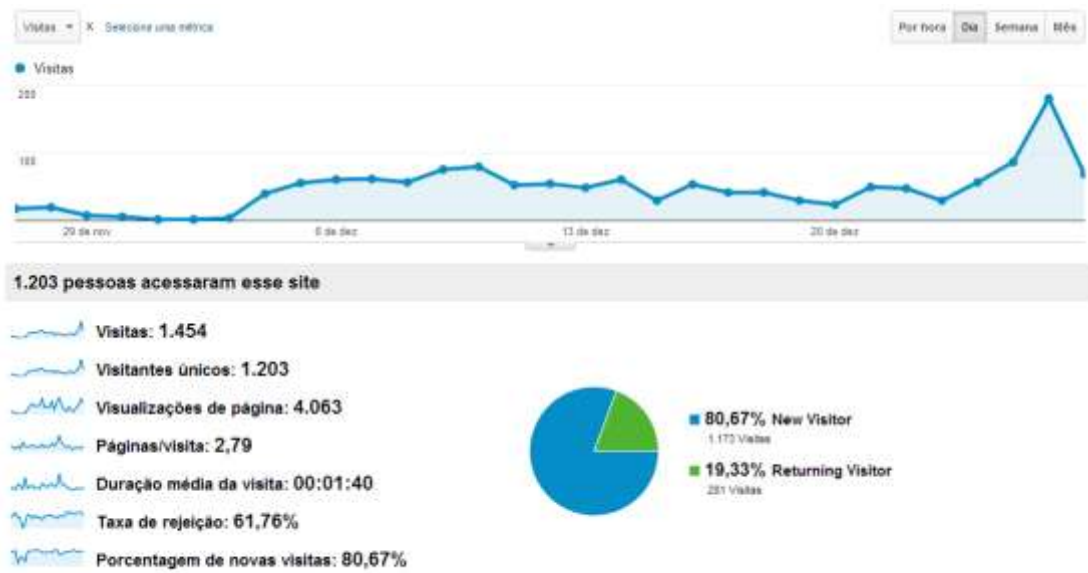 Visitas x Selecione uma métrica
Por hora Dia Semana Mês
Visitas
200
100
29 de nov 6 de dez 13 de dez 20 de dez
1.203 pessoas acessaram esse site
Visitas: 1.454
Visitantes únicos: 1.203
Visualizações de página: 4.063
Páginas/visita: 2,79
Duração média da visita: 00:01:40
Taxa de rejeição: 61,76%
Porcentagem de novas visitas: 80,67%
80,67% New Visitor
1.173 Visitas
19,33% Returning Visitor
281 Visitas